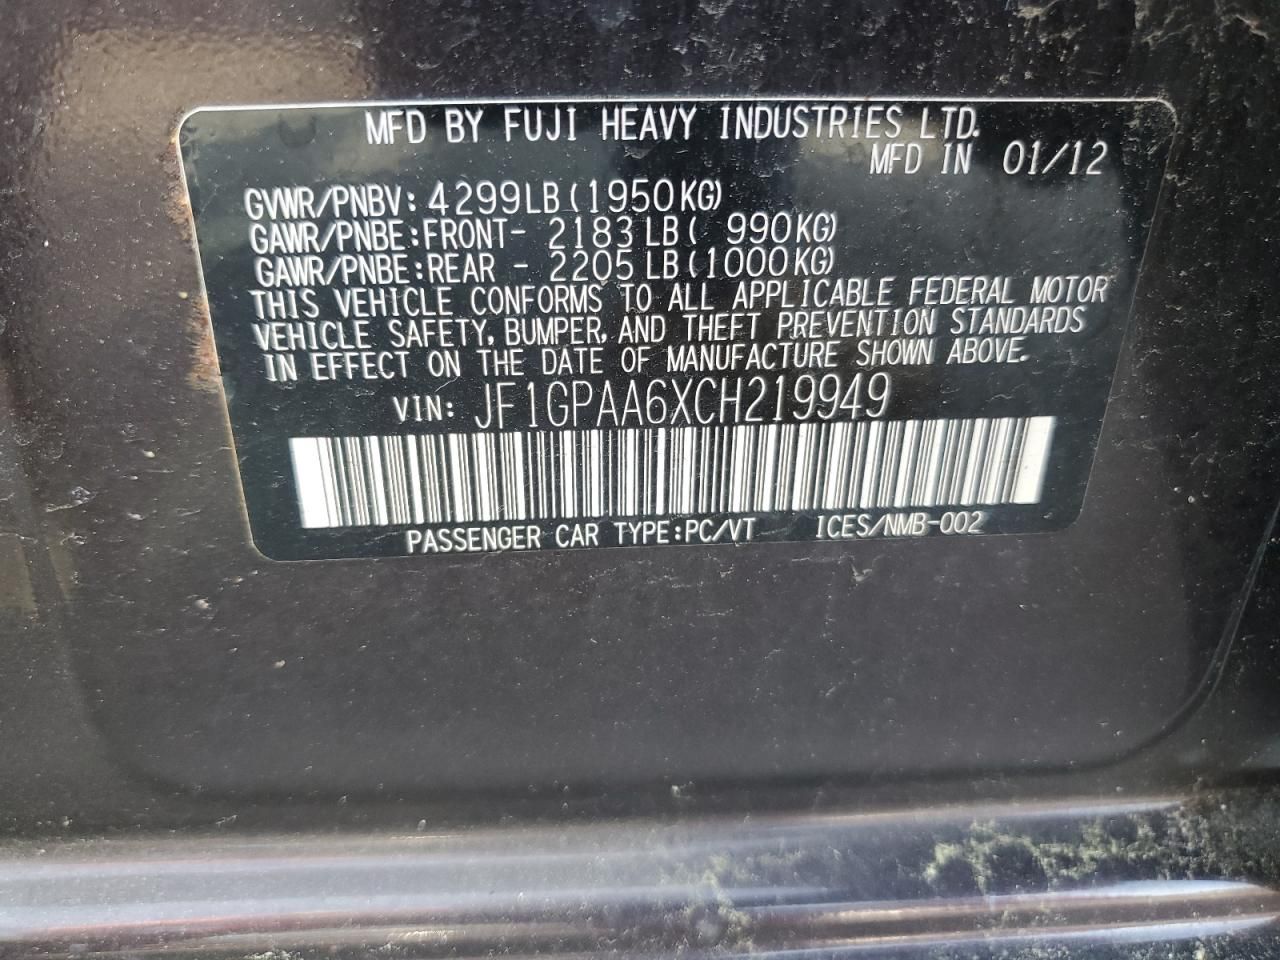 MFD BY FUJI HEAVY INDUSTRIES LTD.
MFD IN 01/12
GVWR/PNBV: 4299LB (1950KG)
GAWR/PNBE:FRONT- 2183LB( 990KG)
GAWR/PNBE:REAR - 2205LB(1000KG)
THIS VEHICLE CONFORMS TO ALL APPLICABLE FEDERAL MOTOR
VEHICLE SAFETY, BUMPER, AND THEFT PREVENTION STANDARDS
IN EFFECT ON THE DATE OF MANUFACTURE SHOWN ABOVE.
VIN: JF1GPAA6XCH219949
PASSENGER CAR TYPE:PC/VT ICES/NMB-002